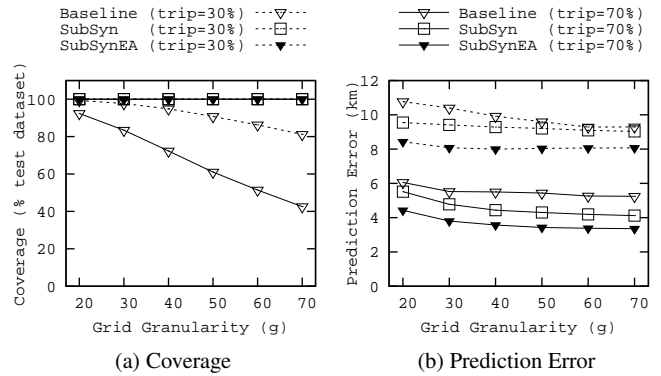 Baseline (trip=30%)
SubSyn (trip=30%)
SubSynEA (trip=30%)
Baseline (trip=70%)
SubSyn (trip=70%)
SubSynEA (trip=70%)
Coverage (% test dataset)
100
80
60
40
20
0
20 30 40 50 60 70
Grid Granularity (g)
(a) Coverage
Prediction Error (km)
12
10
8
6
4
2
0
20 30 40 50 60 70
Grid Granularity (g)
(b) Prediction Error